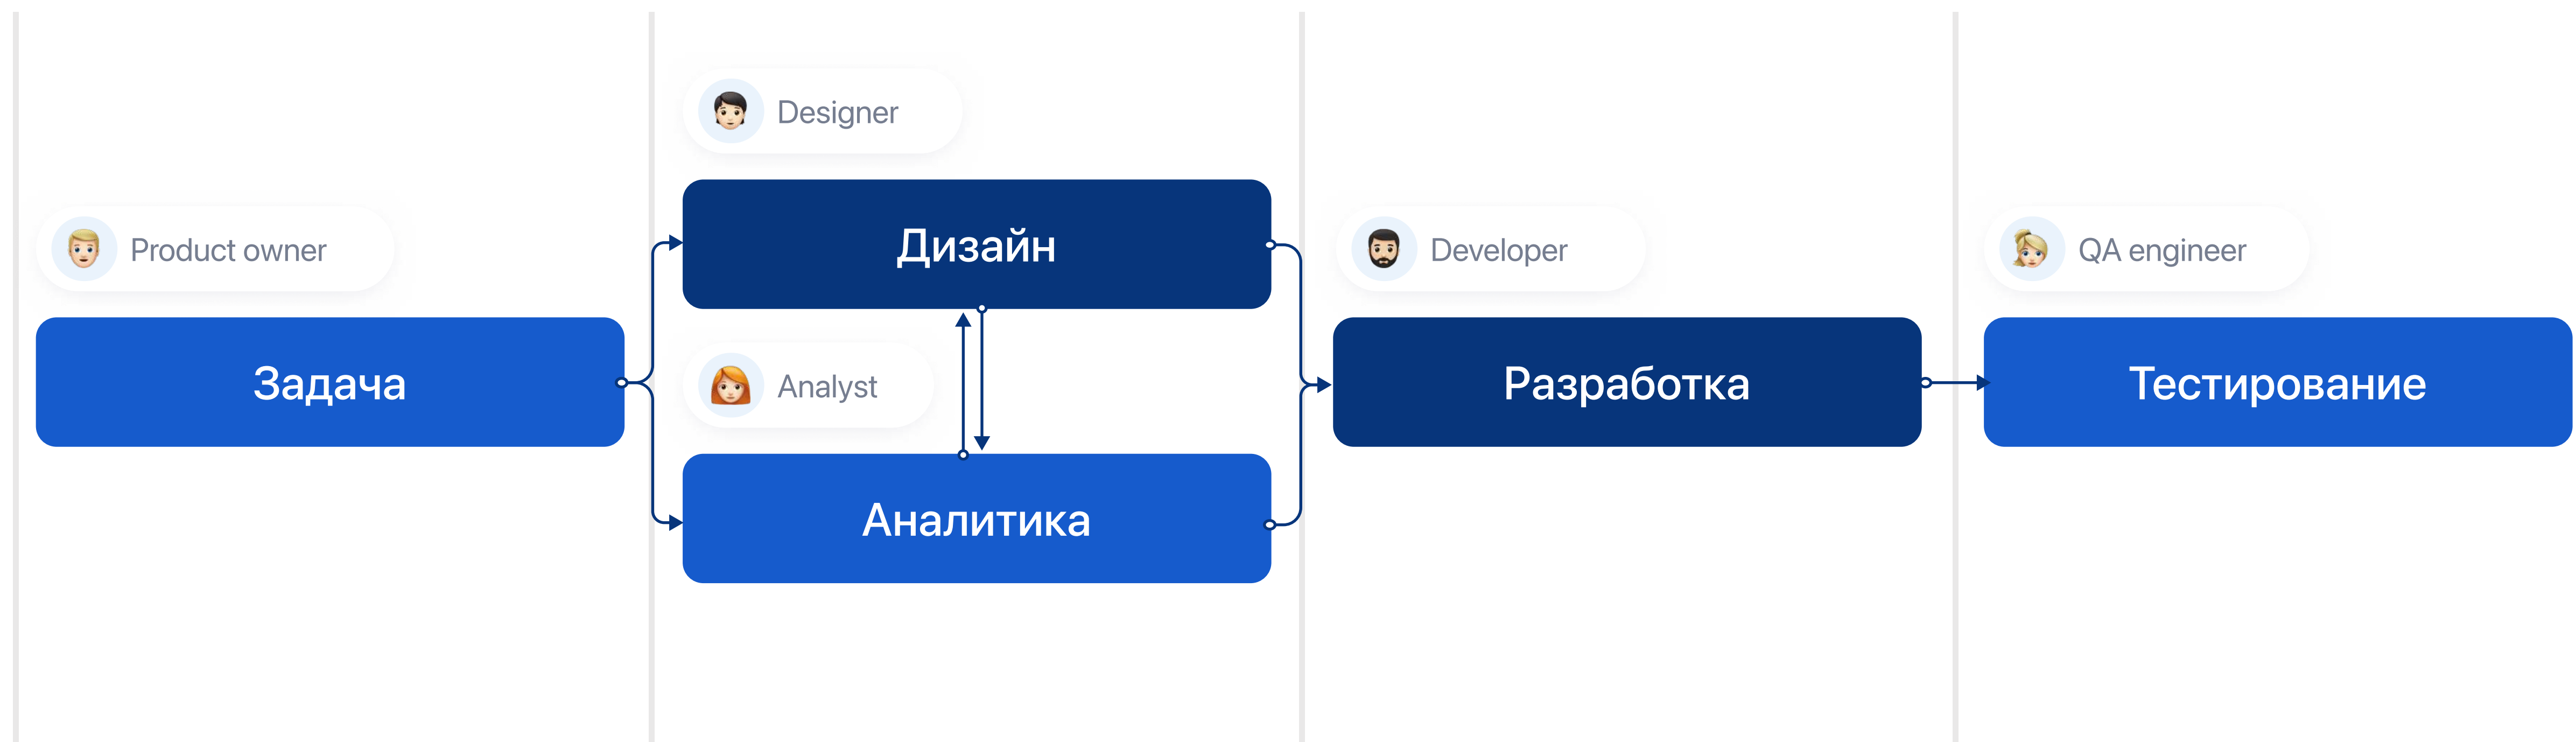 Product owner
Задача
Designer
Дизайн
Analyst
Аналитика
Developer
Разработка
QA engineer
Тестирование